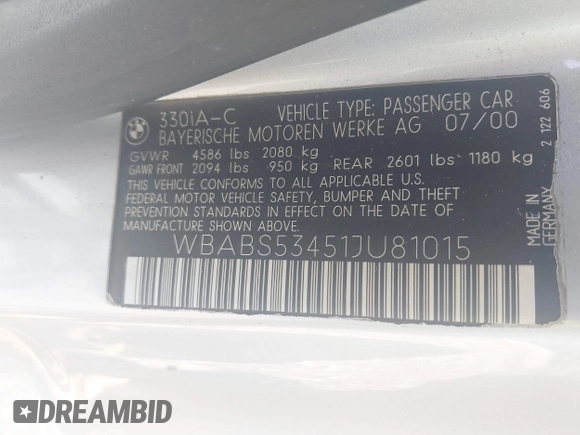 330iA-C VEHICLE TYPE: PASSENGER CAR
BAYERISCHE MOTOREN WERKE AG 07/00
GVWR 4586 lbs 2080 kg
GAWR FRONT 2094 lbs 950 kg REAR 2601 lbs 1180 kg
THIS VEHICLE CONFORMS TO ALL APPLICABLE U.S.
FEDERAL MOTOR VEHICLE SAFETY, BUMPER, AND THEFT
PREVENTION STANDARDS IN EFFECT ON THE DATE OF
MANUFACTURE SHOWN ABOVE.
WBABS53451JU81015
MADE IN GERMANY
2 122 606
DREAMBID